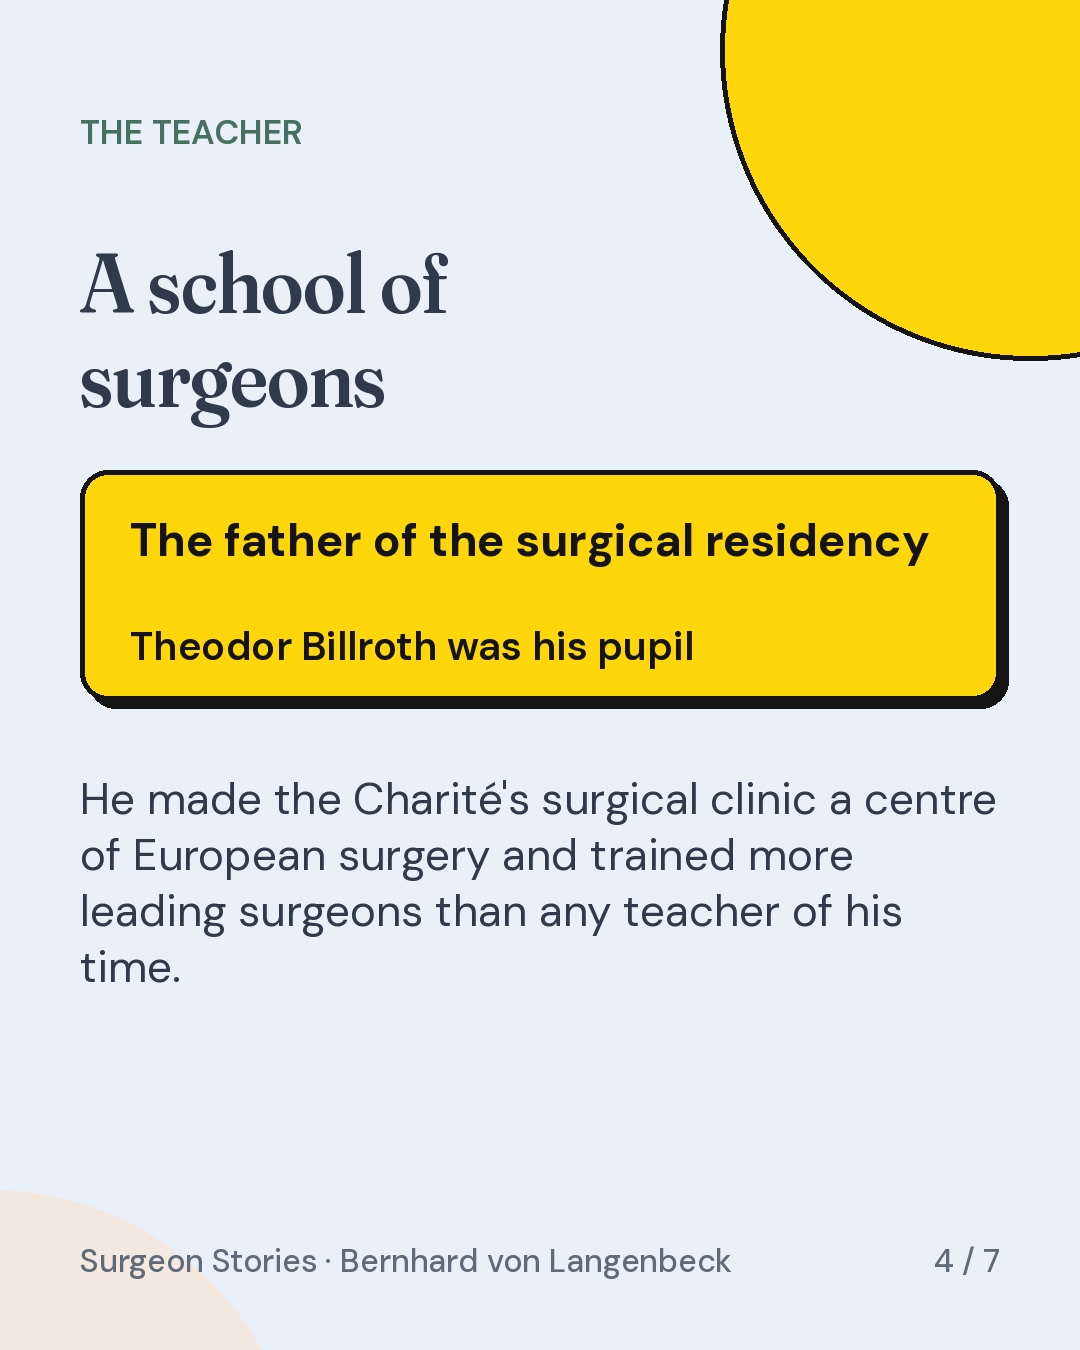 THE TEACHER
A school of
surgeons
The father of the surgical residency
Theodor Billroth was his pupil
He made the Charité's surgical clinic a centre
of European surgery and trained more
leading surgeons than any teacher of his
time.
Surgeon Stories · Bernhard von Langenbeck
4 / 7